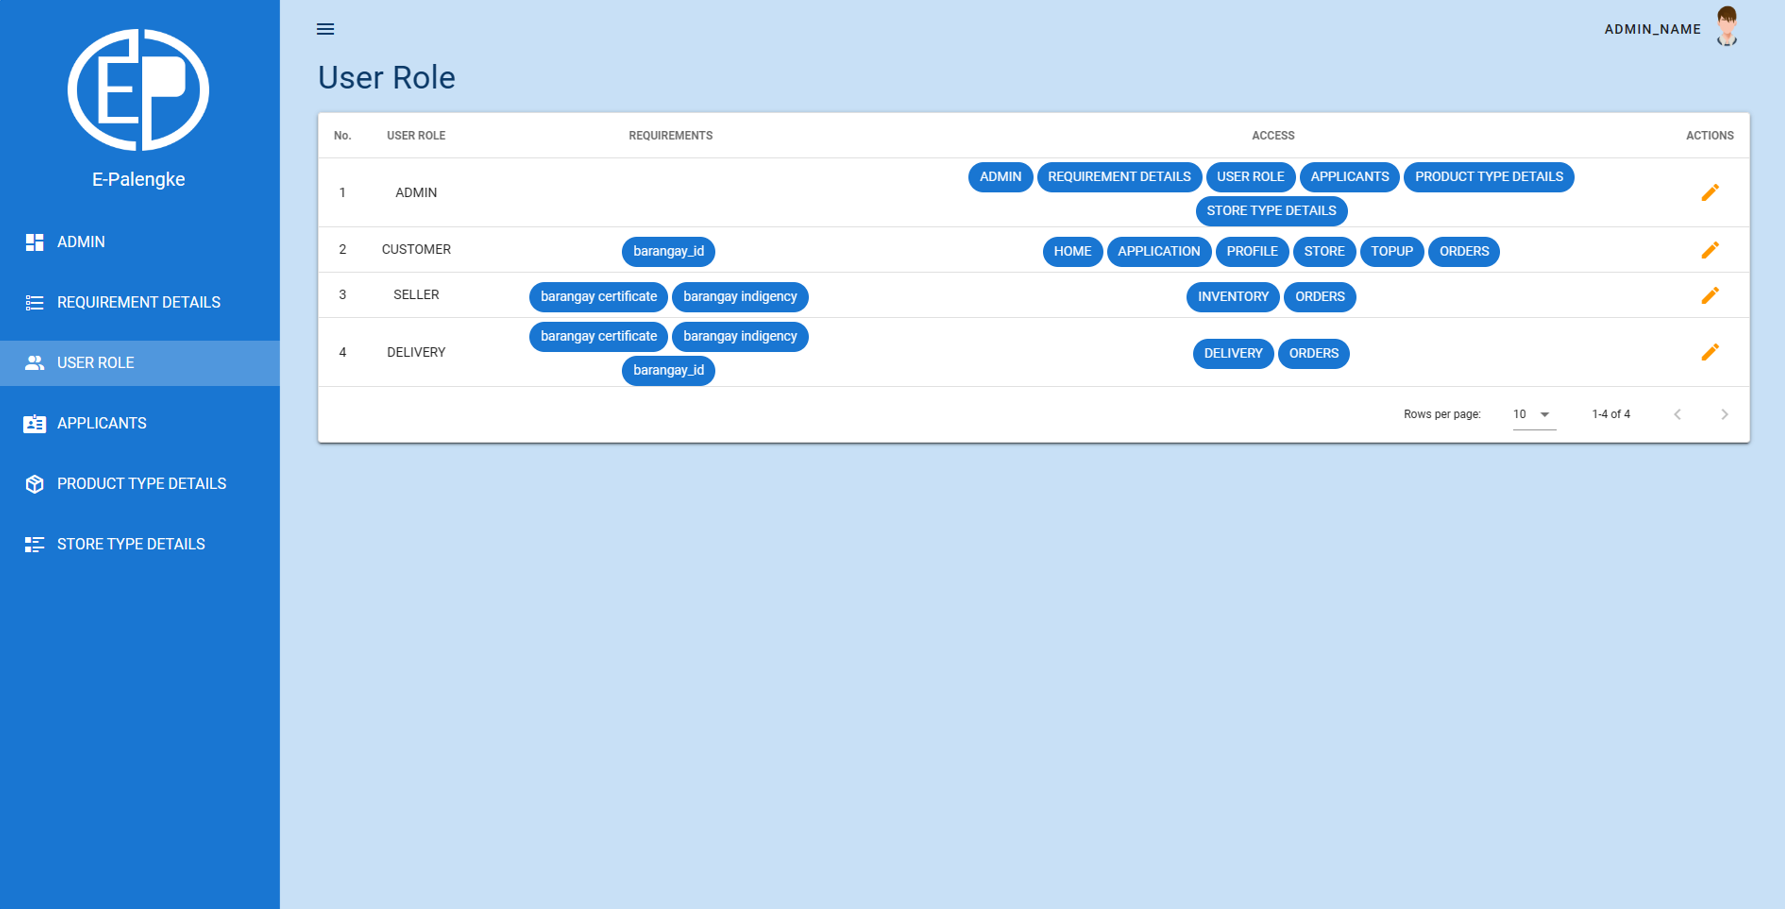 EP
E-Palengke
ADMIN
REQUIREMENT DETAILS
USER ROLE
APPLICANTS
PRODUCT TYPE DETAILS
STORE TYPE DETAILS
ADMIN_NAME
User Role
No. USER ROLE REQUIREMENTS ACCESS ACTIONS
1 ADMIN ADMIN REQUIREMENT DETAILS USER ROLE APPLICANTS PRODUCT TYPE DETAILS
STORE TYPE DETAILS
2 CUSTOMER barangay_id HOME APPLICATION PROFILE STORE TOPUP ORDERS
3 SELLER barangay certificate barangay indigency INVENTORY ORDERS
4 DELIVERY barangay certificate barangay indigency DELIVERY ORDERS
barangay_id
Rows per page: 10 1-4 of 4